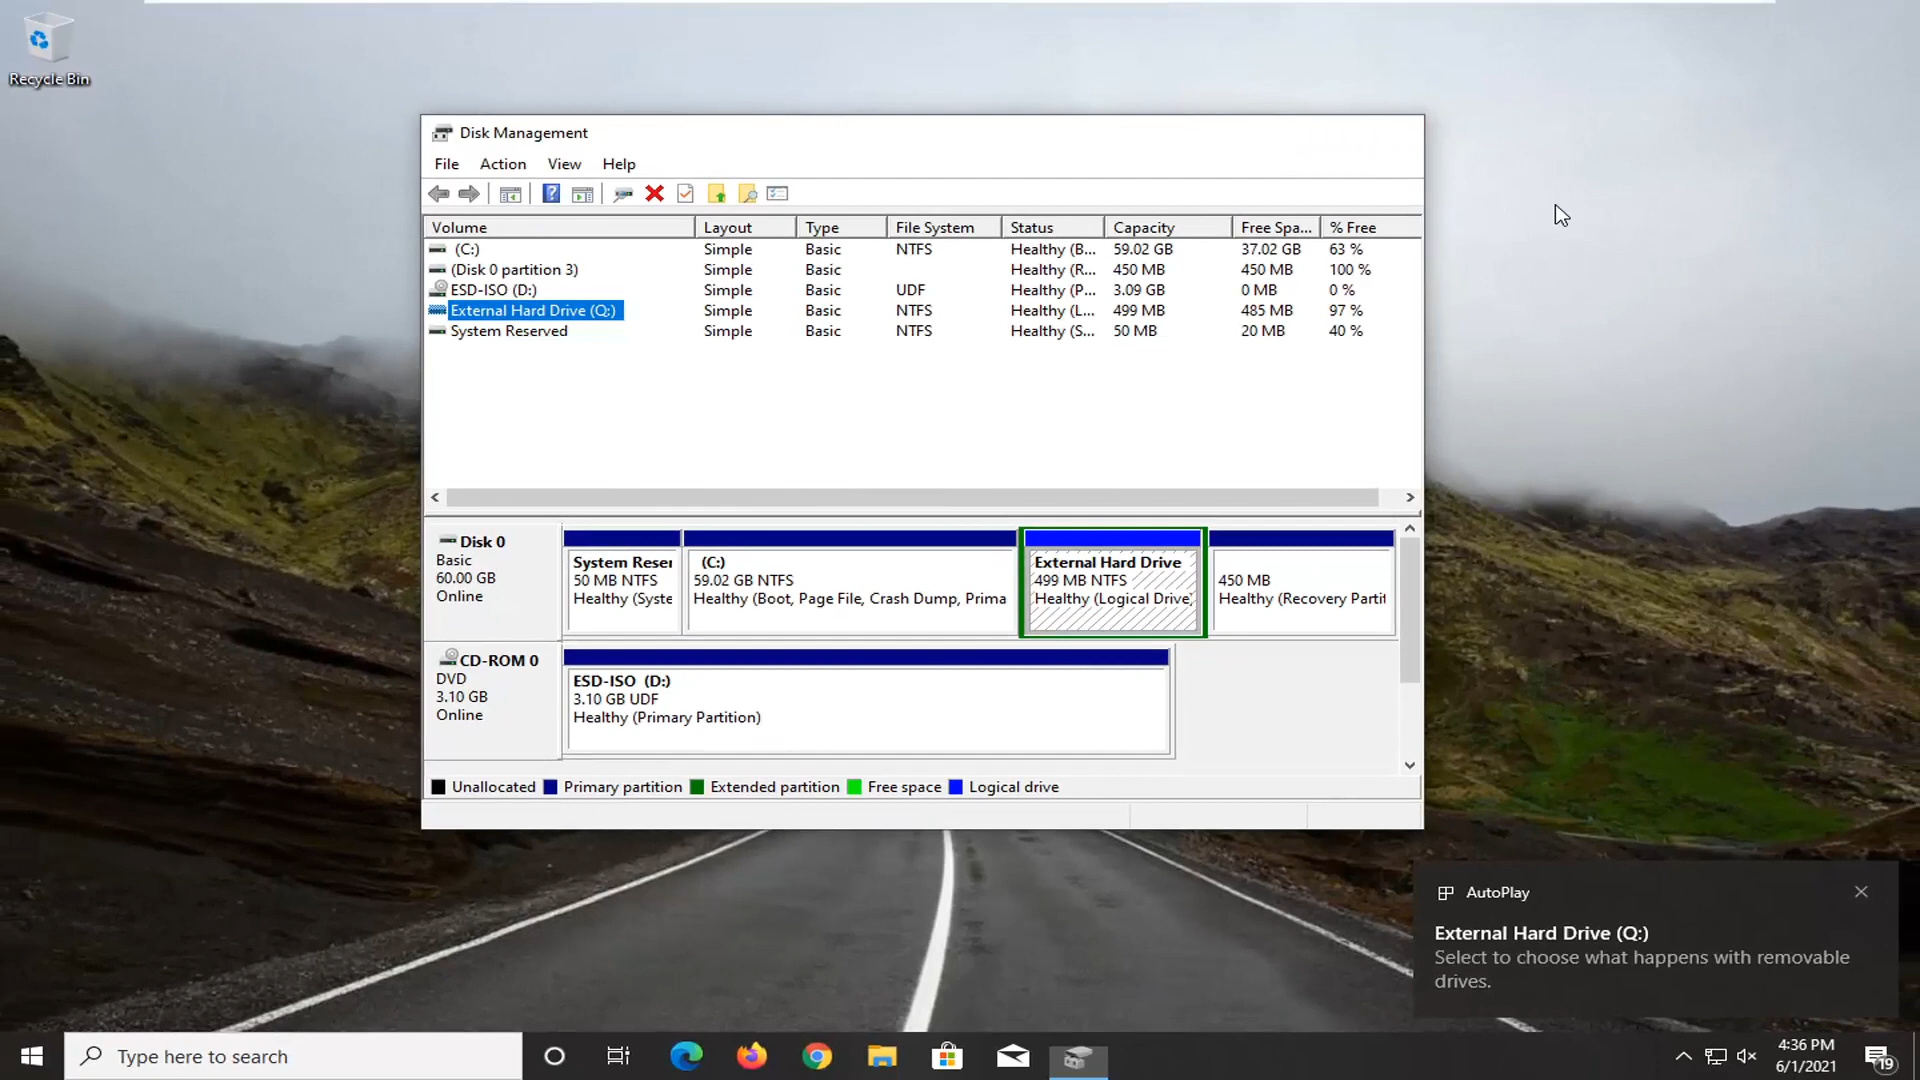 Recycle Bin
Disk Management
File Action View Help
Volume Layout Type File System Status Capacity Free Spa... % Free
(C:) Simple Basic NTFS Healthy (B... 59.02 GB 37.02 GB 63 %
(Disk 0 partition 3) Simple Basic Healthy (R... 450 MB 450 MB 100 %
ESD-ISO (D:) Simple Basic UDF Healthy (P... 3.09 GB 0 MB 0 %
External Hard Drive (Q:) Simple Basic NTFS Healthy (L... 499 MB 485 MB 97 %
System Reserved Simple Basic NTFS Healthy (S... 50 MB 20 MB 40 %
Disk 0
Basic
60.00 GB
Online
System Reser
50 MB NTFS
Healthy (Syste
(C:)
59.02 GB NTFS
Healthy (Boot, Page File, Crash Dump, Prima
External Hard Drive
499 MB NTFS
Healthy (Logical Drive)
450 MB
Healthy (Recovery Partit
CD-ROM 0
DVD
3.10 GB
Online
ESD-ISO (D:)
3.10 GB UDF
Healthy (Primary Partition)
Unallocated Primary partition Extended partition Free space Logical drive
AutoPlay
External Hard Drive (Q:)
Select to choose what happens with removable
drives.
Type here to search
4:36 PM
6/1/2021
19